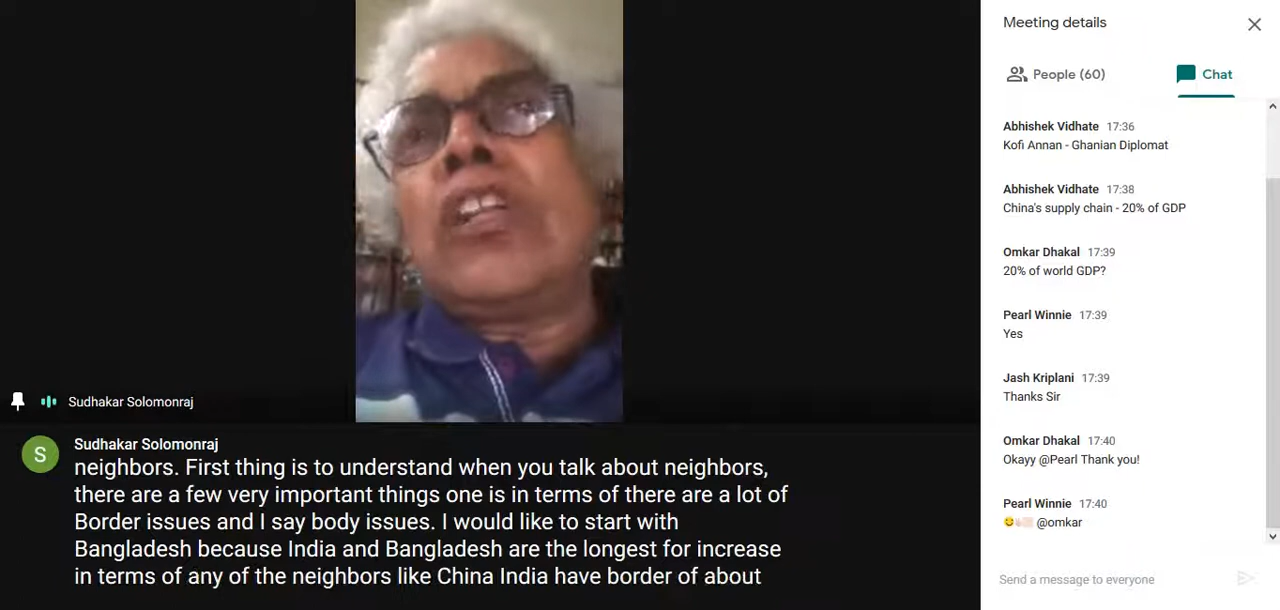 Meeting details
People (60)
Chat
Abhishek Vidhate 17:36
Kofi Annan - Ghanian Diplomat
Abhishek Vidhate 17:38
China's supply chain - 20% of GDP
Omkar Dhakal 17:39
20% of world GDP?
Pearl Winnie 17:39
Yes
Jash Kriplani 17:39
Thanks Sir
Omkar Dhakal 17:40
Okayy @Pearl Thank you!
Pearl Winnie 17:40
@omkar
Send a message to everyone
Sudhakar Solomonraj
S
Sudhakar Solomonraj
neighbors. First thing is to understand when you talk about neighbors,
there are a few very important things one is in terms of there are a lot of
Border issues and I say body issues. I would like to start with
Bangladesh because India and Bangladesh are the longest for increase
in terms of any of the neighbors like China India have border of about